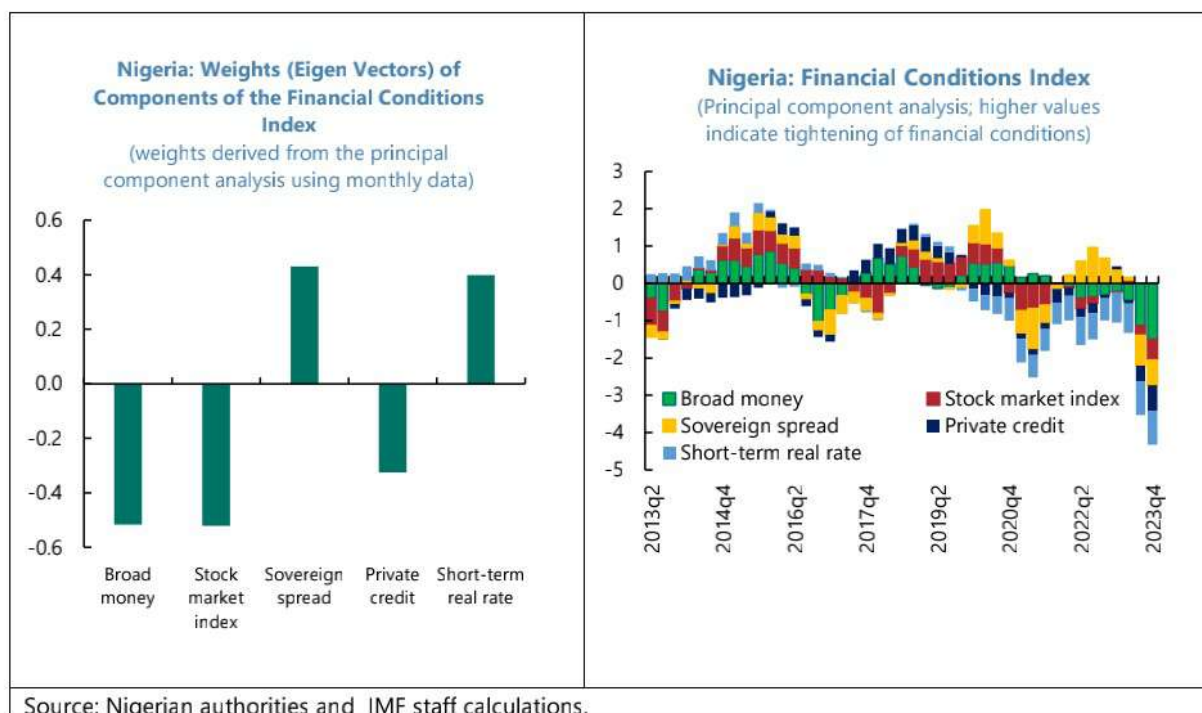 Nigeria: Weights (Eigen Vectors) of
Components of the Financial Conditions
Index
(weights derived from the principal
component analysis using monthly data)
0.6
0.4
0.2
0.0
-0.2
-0.4
-0.6
Broad
money
Stock
market
index
Sovereign
spread
Private
credit
Short-term
real rate
Nigeria: Financial Conditions Index
(Principal component analysis; higher values
indicate tightening of financial conditions)
3
2
1
0
-1
-2
-3
-4
-5
Broad money
Stock market index
Sovereign spread
Private credit
Short-term real rate
2013q2
2014q4
2016q2
2017q4
2019q2
2020q4
2022q2
2023q4
Source: Nigerian authorities and IMF staff calculations.